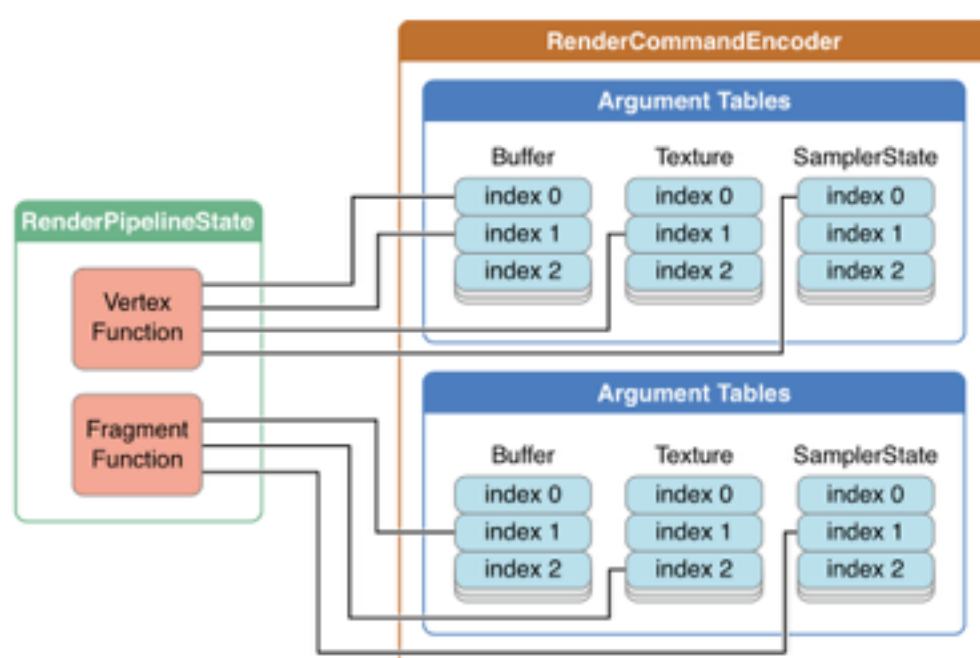 RenderCommandEncoder
Argument Tables
Buffer Texture SamplerState
index 0 index 0 index 0
index 1 index 1 index 1
index 2 index 2 index 2
RenderPipelineState
Vertex
Function
Fragment
Function
Argument Tables
Buffer Texture SamplerState
index 0 index 0 index 0
index 1 index 1 index 1
index 2 index 2 index 2